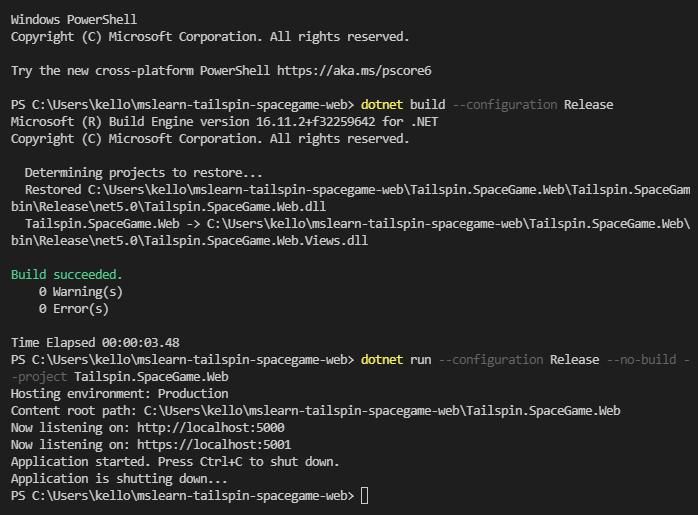 Windows PowerShell
Copyright (C) Microsoft Corporation. All rights reserved.
Try the new cross-platform PowerShell https://aka.ms/pscore6
PS C:\Users\kello\mslearn-tailspin-spacegame-web> dotnet build --configuration Release
Microsoft (R) Build Engine version 16.11.2+f32259642 for .NET
Copyright (C) Microsoft Corporation. All rights reserved.
Determining projects to restore...
Restored C:\Users\kello\mslearn-tailspin-spacegame-web\Tailspin.SpaceGame.Web\Tailspin.SpaceGam
bin\Release\net5.0\Tailspin.SpaceGame.Web.dll
Tailspin.SpaceGame.Web -> C:\Users\kello\mslearn-tailspin-spacegame-web\Tailspin.SpaceGame.Web\
bin\Release\net5.0\Tailspin.SpaceGame.Web.Views.dll
Build succeeded.
0 Warning(s)
0 Error(s)
Time Elapsed 00:00:03.48
PS C:\Users\kello\mslearn-tailspin-spacegame-web> dotnet run --configuration Release --no-build -
-project Tailspin.SpaceGame.Web
Hosting environment: Production
Content root path: C:\Users\kello\mslearn-tailspin-spacegame-web\Tailspin.SpaceGame.Web
Now listening on: http://localhost:5000
Now listening on: https://localhost:5001
Application started. Press Ctrl+C to shut down.
Application is shutting down...
PS C:\Users\kello\mslearn-tailspin-spacegame-web>